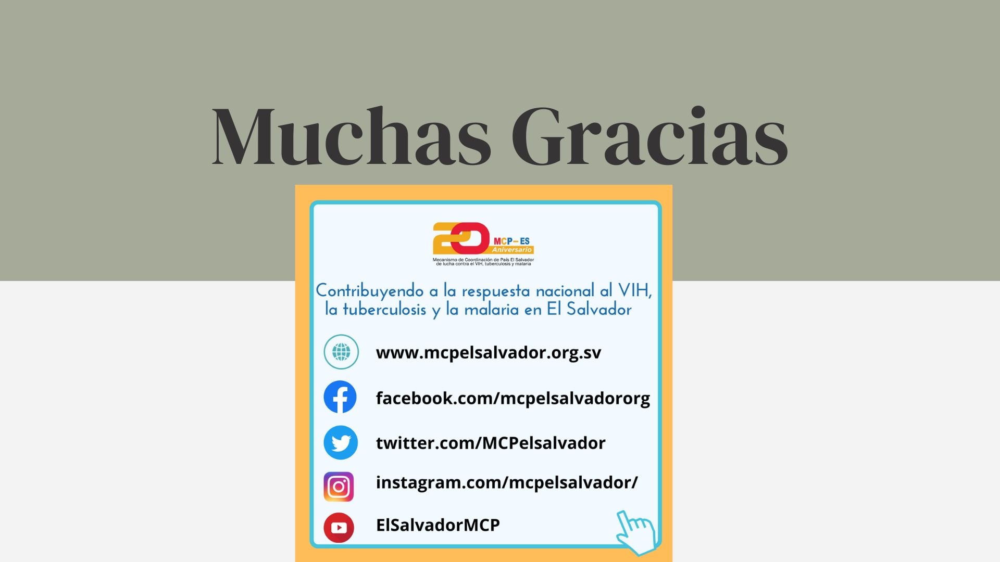 Muchas Gracias
20 MCP-ES
Aniversario
Mecanismo de Coordinación de País El Salvador
de lucha contra el VIH, tuberculosis y malaria
Contribuyendo a la respuesta nacional al VIH,
la tuberculosis y la malaria en El Salvador
www.mcpelsalvador.org.sv
facebook.com/mcpelsalvadororg
twitter.com/MCPelsalvador
instagram.com/mcpelsalvador/
ElSalvadorMCP